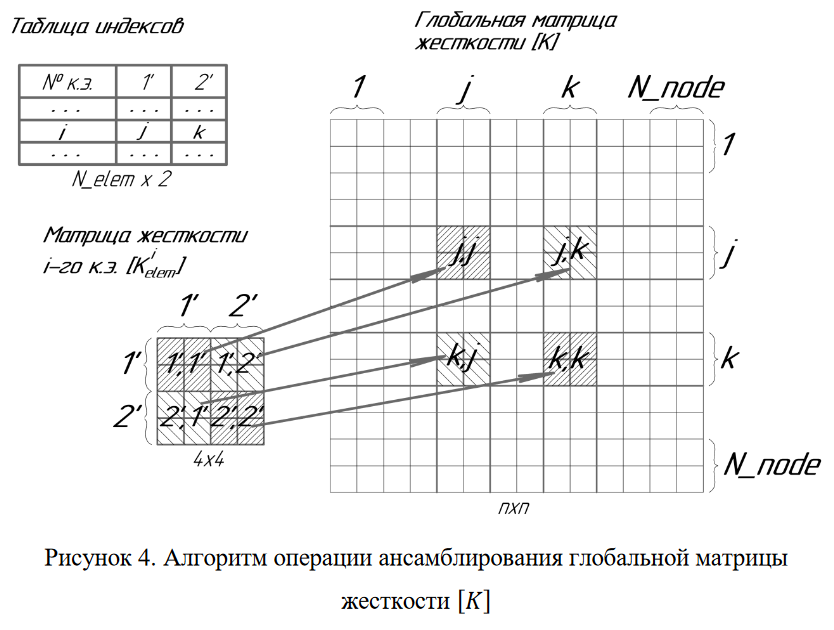 Таблица индексов
№ к.э. 1' 2'
... ... ...
i j k
... ... ...
N_elem x 2
Глобальная матрица
жесткости [K]
1 j k N_node
1
j,j j,k j
k,j k,k k
N_node
nxn
Матрица жесткости
i-го к.э. [K^i_elem]
1' 2'
1' 1',1' 1',2'
2' 2',1' 2',2'
4x4
Рисунок 4. Алгоритм операции ансамблирования глобальной матрицы
жесткости [K]